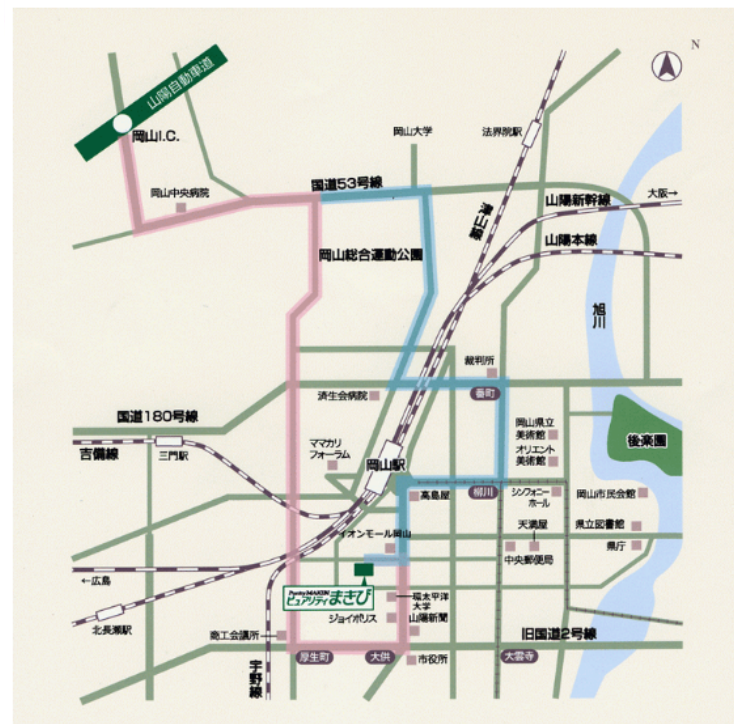 N
山陽自動車道
岡山I.C.
岡山大学
法界院駅
岡山中央病院
国道53号線
津山線
山陽新幹線
大阪→
山陽本線
岡山総合運動公園
旭川
裁判所
済生会病院
番町
国道180号線
岡山県立
美術館
オリエント
美術館
後楽園
吉備線
三門駅
ママカリ
フォーラム
岡山駅
高島屋
柳川
シンフォニー
ホール
岡山市民会館
天満屋
県立図書館
イオンモール岡山
中央郵便局
県庁
←広島
Purity MAKIBI
ピュアリティまきび
環太平洋
大学
ジョイポリス
山陽新聞
北長瀬駅
商工会議所
旧国道2号線
厚生町
大供
市役所
大雲寺
宇野線